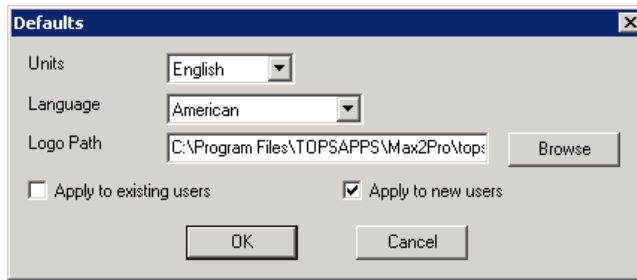 Defaults
Units English
Language American
Logo Path C:\Program Files\TOPSAPPS\Max2Pro\tops Browse
Apply to existing users Apply to new users
OK Cancel